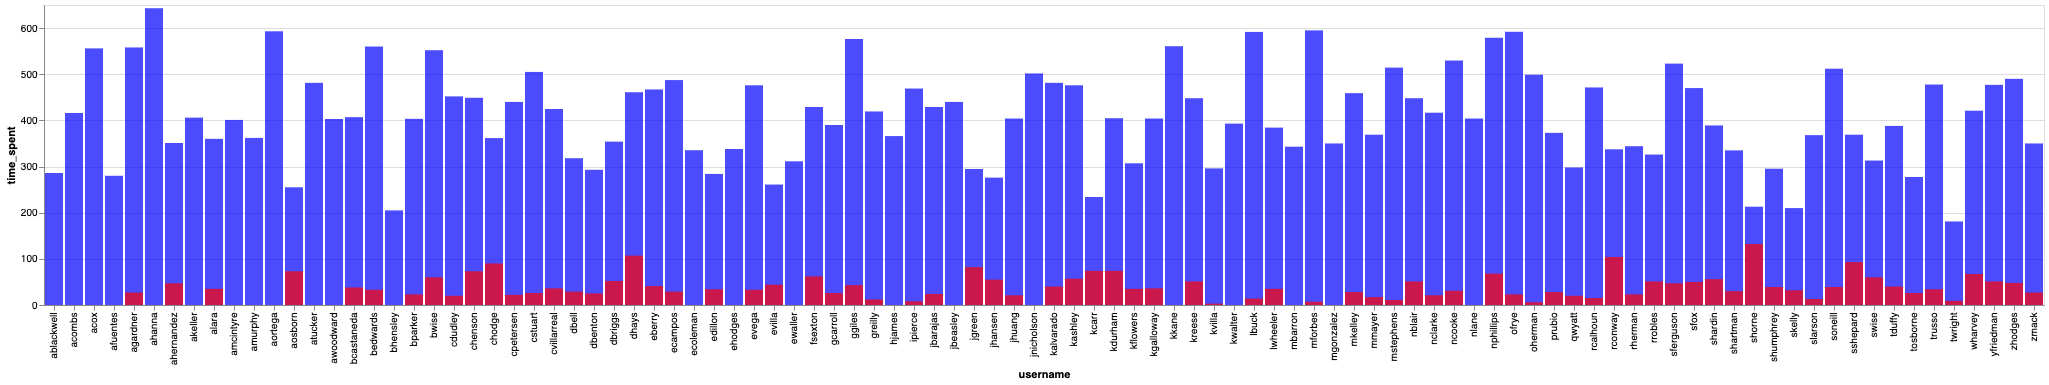 time_spent
600
500
400
300
200
100
0
ablackwell
acombs
acox
afuentes
agardner
ahanna
ahernandez
akeller
alara
amcintyre
amurphy
aortega
aosborn
atucker
awoodward
bcastaneda
bedwards
bhensley
bparker
bwise
cdudley
chenson
chodge
cpetersen
cstuart
cvillarreal
dbell
dbenton
dbriggs
dhays
eberry
ecampos
ecoleman
edillon
ehodges
evega
evilla
ewaller
fsexton
gcarroll
ggiles
greilly
hjames
ipierce
jbarajas
jbeasley
jgreen
jhansen
jhuang
jnicholson
kalvarado
kashley
kcarr
kdurham
kflowers
kgalloway
kkane
kreese
kvilla
kwalter
lbuck
lwheeler
mbarron
mforbes
mgonzalez
mkelley
mmayer
mstephens
nblair
nclarke
ncooke
nlane
nphillips
ofrye
oherman
prubio
qwyatt
rcalhoun
rconway
rherman
rrobles
sferguson
sfox
shardin
shartman
shorne
shumphrey
skelly
slarson
soneill
sshepard
swise
tduffy
tosborne
trusso
twright
wharvey
yfriedman
zhodges
zmack
username